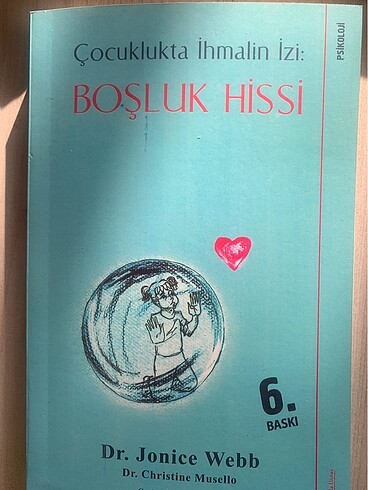 Çocuklukta İhmalin İzi:
BOŞLUK HİSSİ
PSİKOLOJİ
6.
BASKI
Dr. Jonice Webb
Dr. Christine Musello